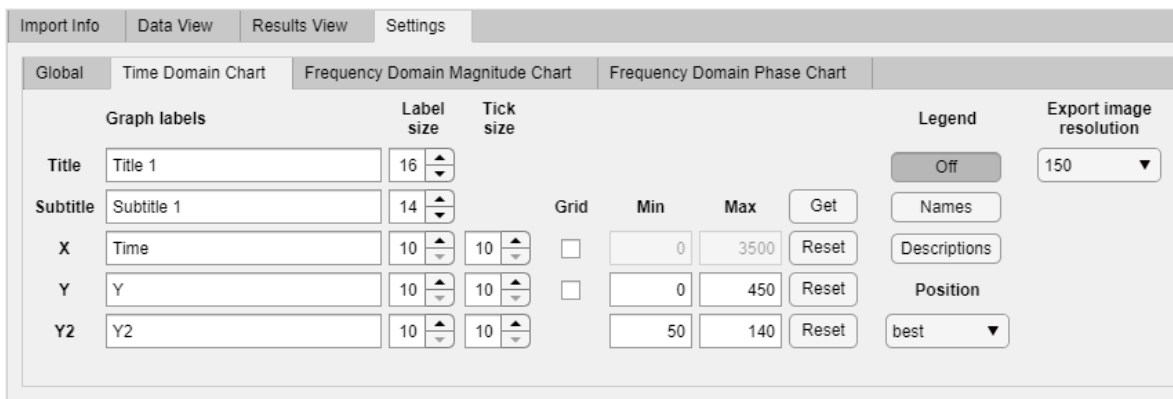 Import Info Data View Results View Settings
Global Time Domain Chart Frequency Domain Magnitude Chart Frequency Domain Phase Chart
Graph labels Label size Tick size Legend Export image resolution
Title Title 1 16 Off 150
Subtitle Subtitle 1 14 Grid Min Max Get Names
X Time 10 10 0 3500 Reset Descriptions
Y Y 10 10 0 450 Reset Position
Y2 Y2 10 10 50 140 Reset best